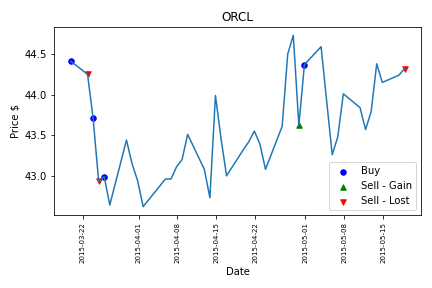 ORCL
Price $
44.5
44.0
43.5
43.0
Buy
Sell - Gain
Sell - Lost
2015-03-22
2015-04-01
2015-04-08
2015-04-15
2015-04-22
2015-05-01
2015-05-08
2015-05-15
Date